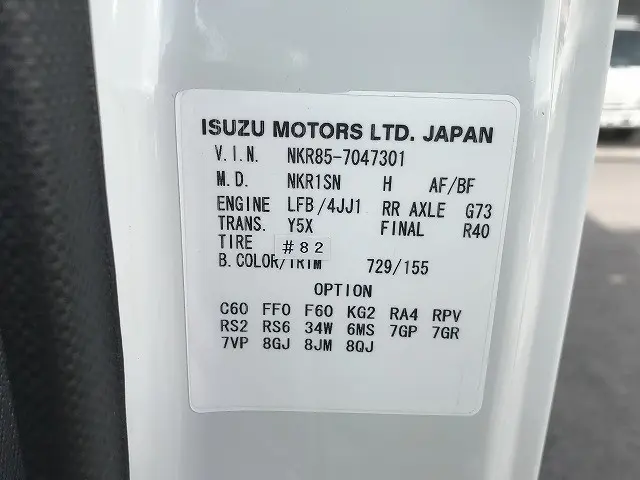 ISUZU MOTORS LTD. JAPAN
V.I.N. NKR85-7047301
M.D. NKR1SN H AF/BF
ENGINE LFB/4JJ1 RR AXLE G73
TRANS. Y5X FINAL R40
TIRE #82
B.COLOR/TRIM 729/155
OPTION
C60 FF0 F60 KG2 RA4 RPV
RS2 RS6 34W 6MS 7GP 7GR
7VP 8GJ 8JM 8QJ